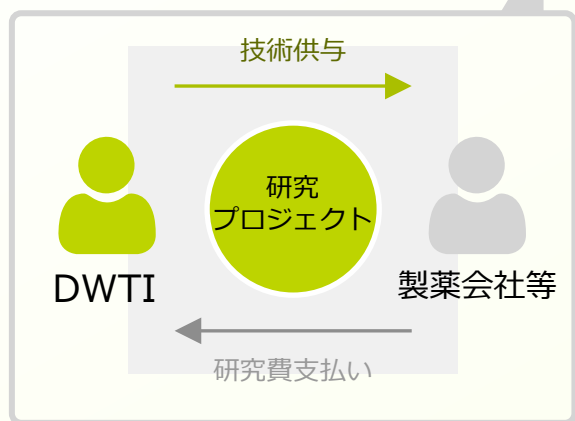 技術供与
研究
プロジェクト
DWTI
製薬会社等
研究費支払い